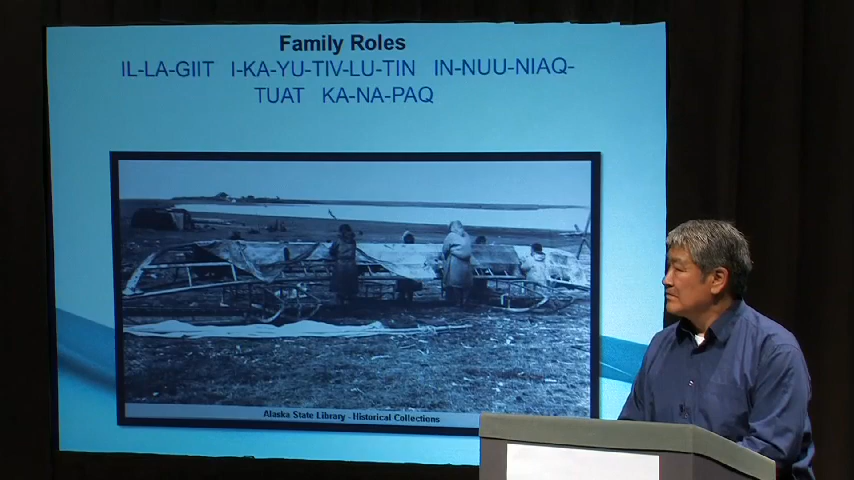 Family Roles
IL-LA-GIIT I-KA-YU-TIV-LU-TIN IN-NUU-NIAQ-
TUAT KA-NA-PAQ
Alaska State Library - Historical Collections